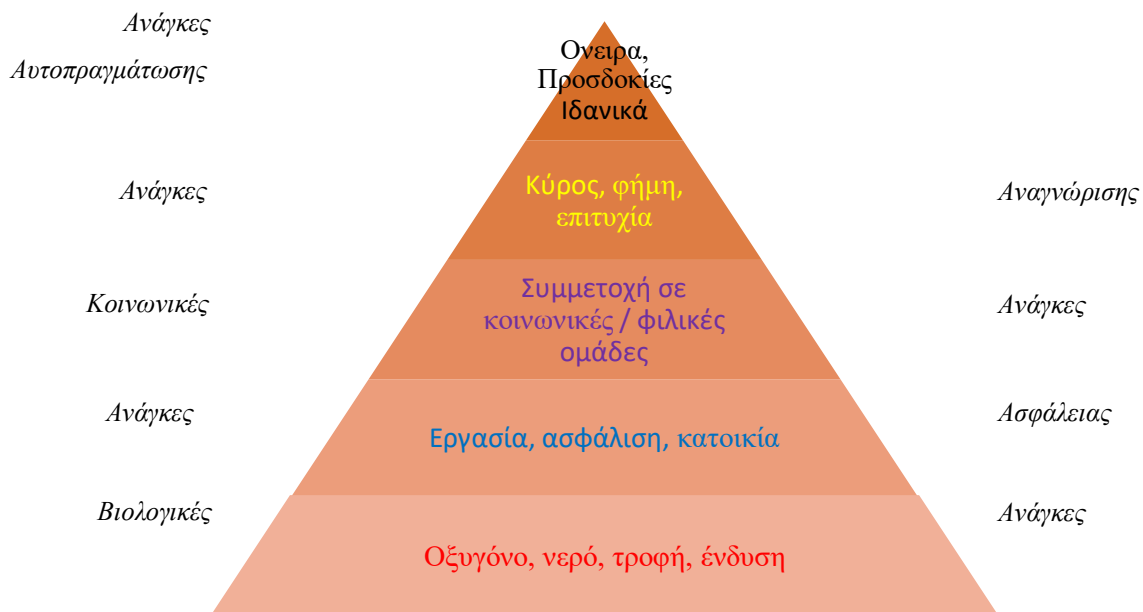 Ανάγκες
Αυτοπραγμάτωσης
Ονειρα,
Προσδοκίες
Ιδανικά
Ανάγκες
Κύρος, φήμη,
επιτυχία
Αναγνώρισης
Κοινωνικές
Συμμετοχή σε
κοινωνικές / φιλικές
ομάδες
Ανάγκες
Ανάγκες
Εργασία, ασφάλιση, κατοικία
Ασφάλειας
Βιολογικές
Οξυγόνο, νερό, τροφή, ένδυση
Ανάγκες